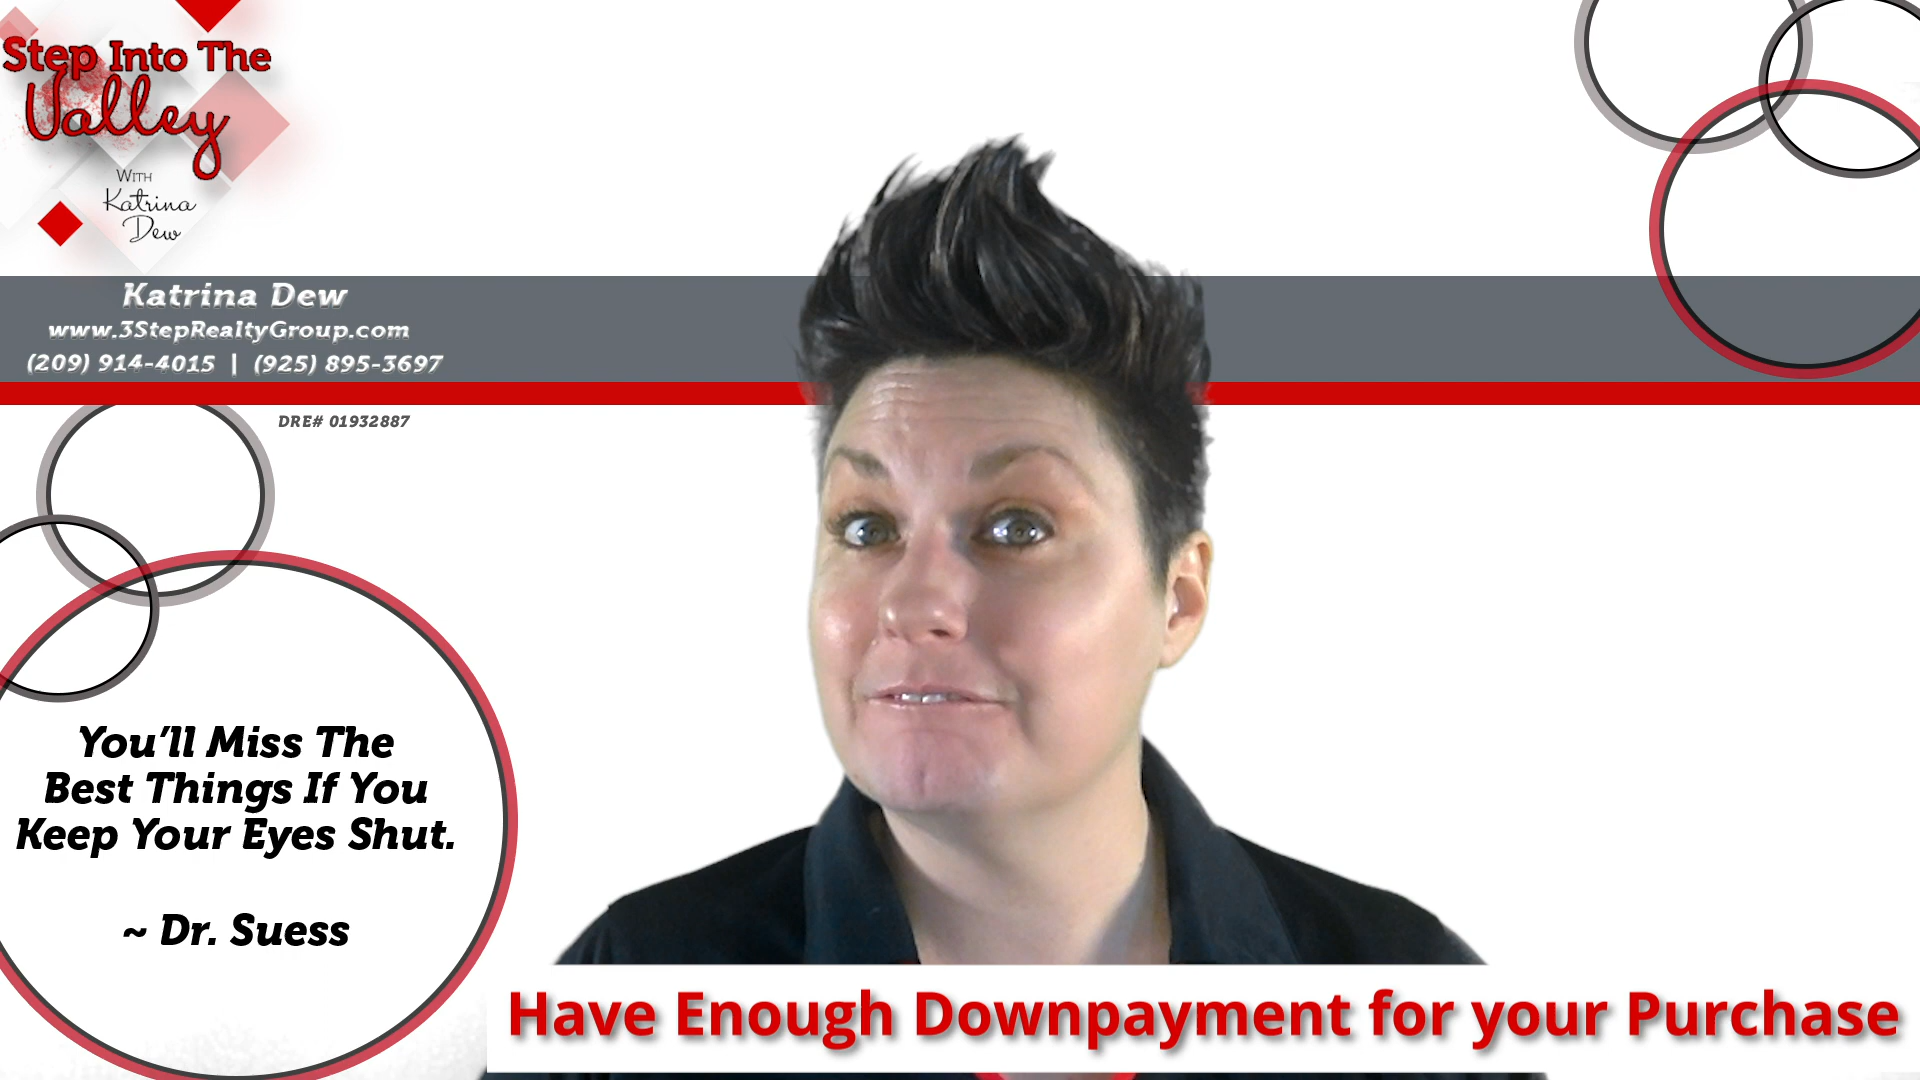 Step Into The
Valley
With
Katrina
Dew
Katrina Dew
www.3StepRealtyGroup.com
(209) 914-4015 | (925) 895-3697
DRE# 01932887
You'll Miss The
Best Things If You
Keep Your Eyes Shut.
~ Dr. Suess
Have Enough Downpayment for your Purchase